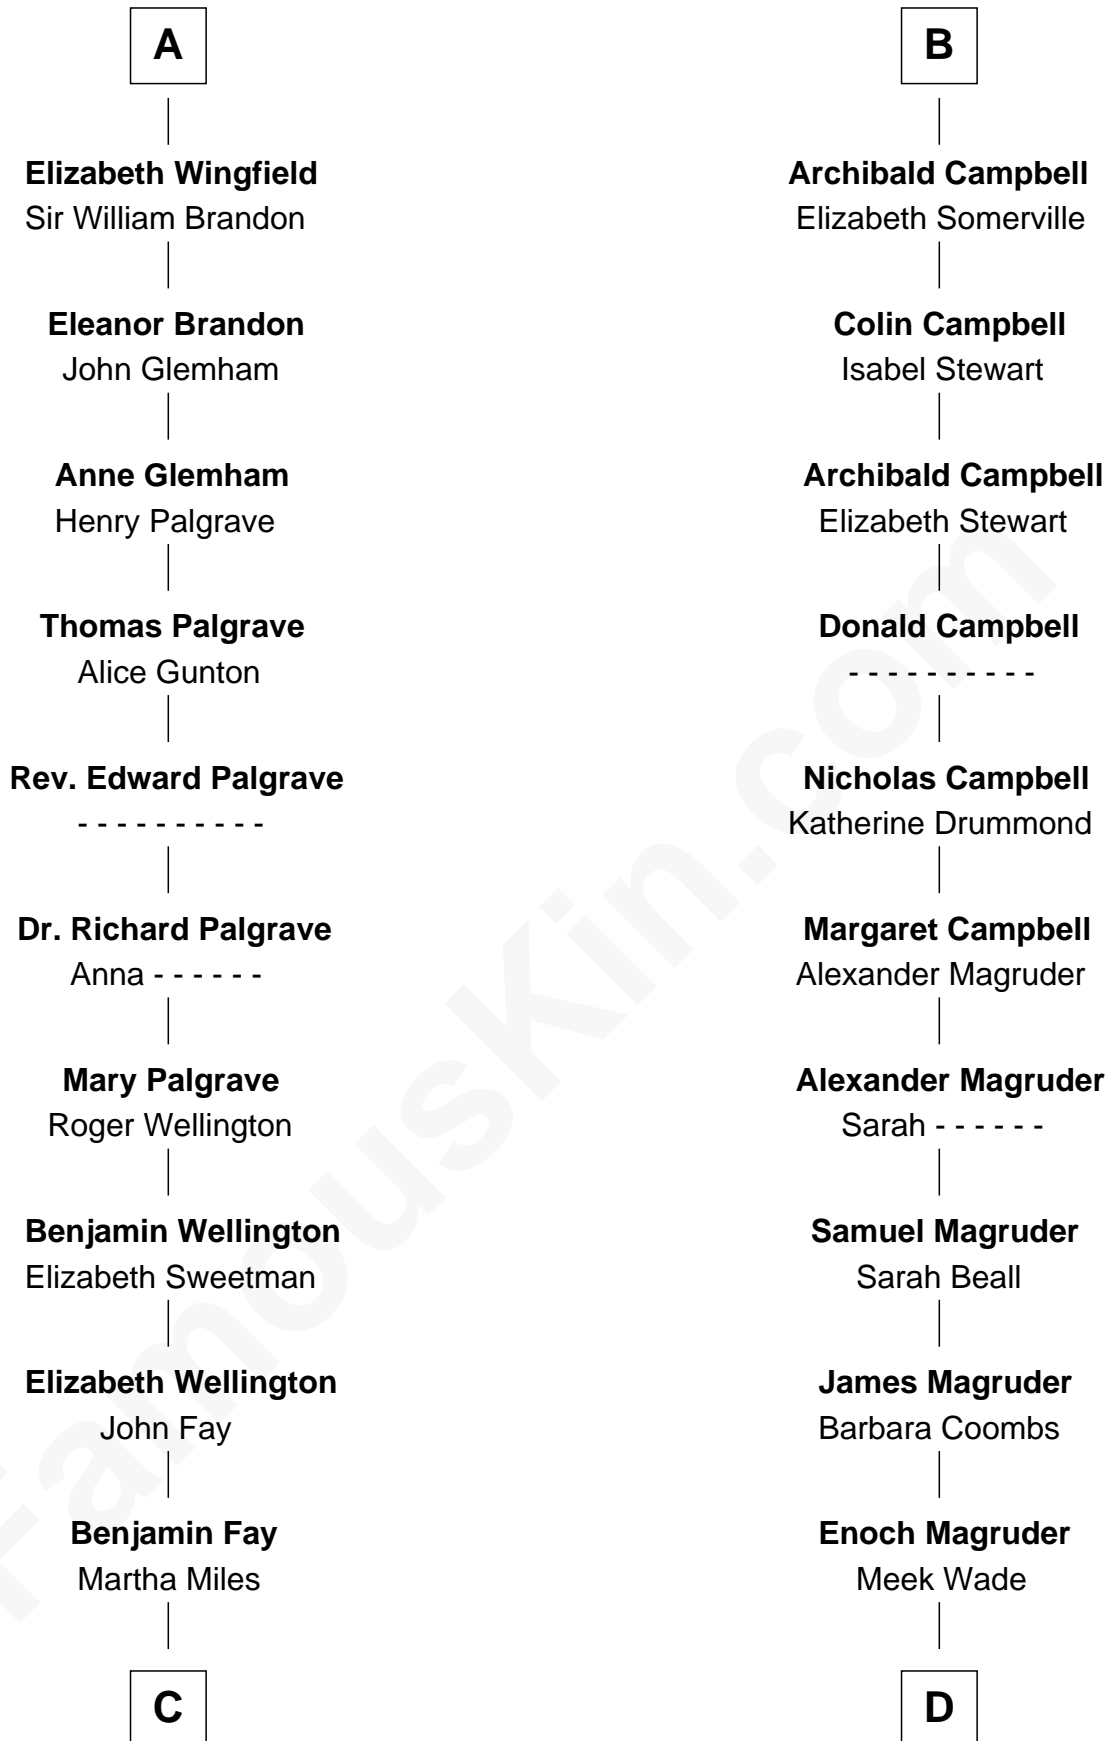 A
Elizabeth Wingfield
Sir William Brandon
Eleanor Brandon
John Glemham
Anne Glemham
Henry Palgrave
Thomas Palgrave
Alice Gunton
Rev. Edward Palgrave
- - - - - - - - - -
Dr. Richard Palgrave
Anna - - - - - -
Mary Palgrave
Roger Wellington
Benjamin Wellington
Elizabeth Sweetman
Elizabeth Wellington
John Fay
Benjamin Fay
Martha Miles
C
B
Archibald Campbell
Elizabeth Somerville
Colin Campbell
Isabel Stewart
Archibald Campbell
Elizabeth Stewart
Donald Campbell
- - - - - - - - - -
Nicholas Campbell
Katherine Drummond
Margaret Campbell
Alexander Magruder
Alexander Magruder
Sarah - - - - - -
Samuel Magruder
Sarah Beall
James Magruder
Barbara Coombs
Enoch Magruder
Meek Wade
D
FamousKin.com